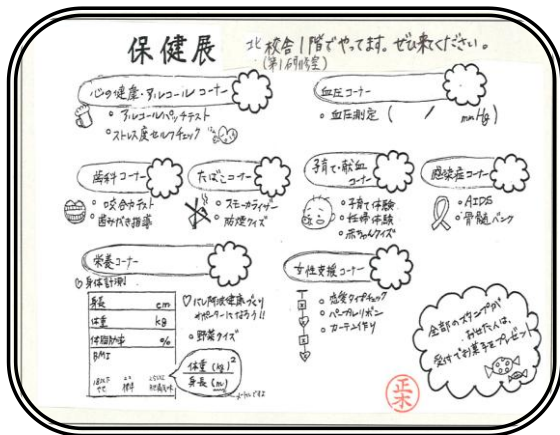 保健展
北校舎1階でやってます。ぜひ来てください。
(第1研修室)
心の健康・アルコールコーナー
・アルコールパッチテスト
・ストレス度セルフチェック
血圧コーナー
・血圧測定( / mmHg)
歯科コーナー
・咬合力テスト
・歯みがき指導
たばこコーナー
・スモーカライザー
・防煙クイズ
子育て・献血コーナー
・子育て体験
・妊婦体験
・赤ちゃんクイズ
感染症コーナー
・AIDS
・骨髄バンク
栄養コーナー
♡身体計測
身長 cm
体重 kg
体脂肪率 %
BMI
体重(kg)
身長(m)²
♡にし阿波健康づくり
サポーターになろう!!
・野菜クイズ
女性支援コーナー
・恋愛タイプチェック
・パープルリボン
・カーテン作り
全部のスタンプが
おせた人は、
受付でお菓子をプレゼント
正木